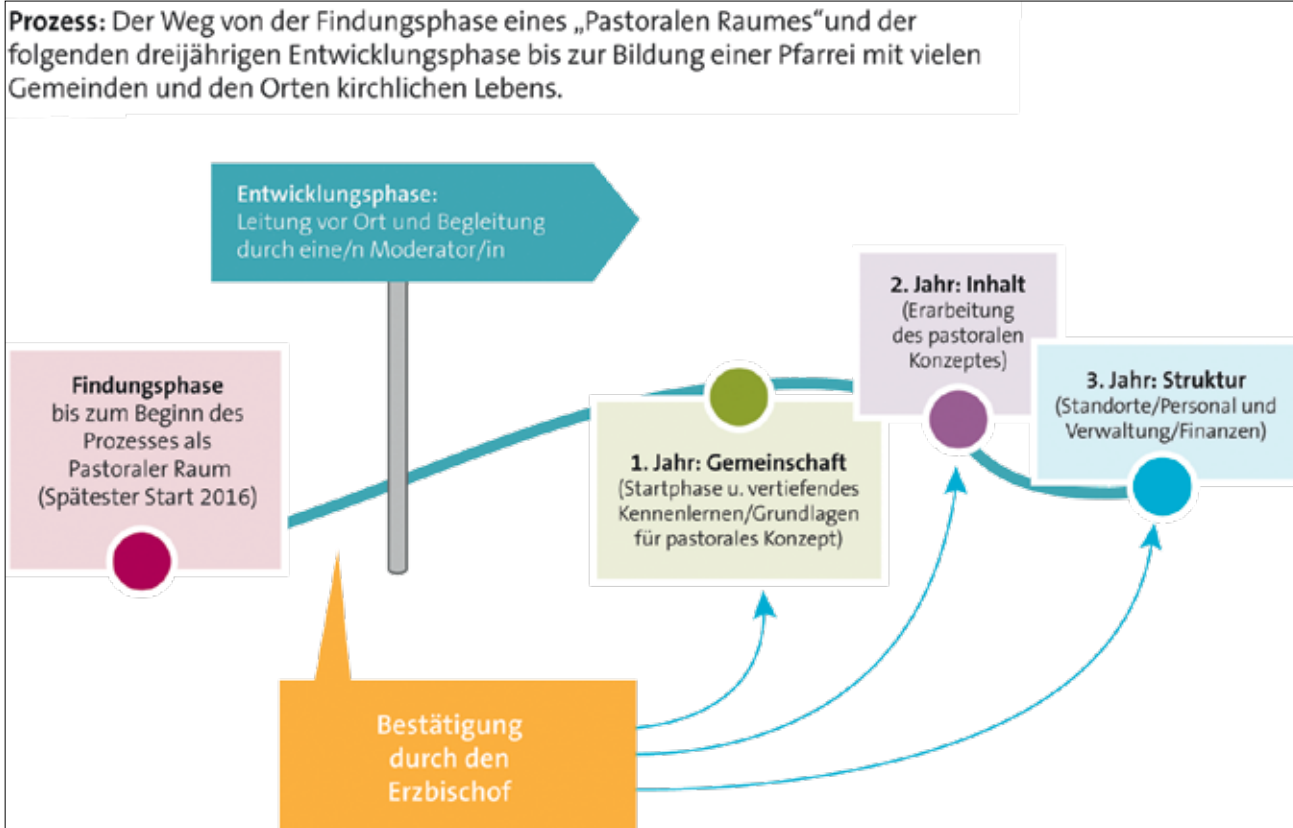 Prozess: Der Weg von der Findungsphase eines „Pastoralen Raumes“und der
folgenden dreijährigen Entwicklungsphase bis zur Bildung einer Pfarrei mit vielen
Gemeinden und den Orten kirchlichen Lebens.
Entwicklungsphase:
Leitung vor Ort und Begleitung
durch eine/n Moderator/in
Findungsphase
bis zum Beginn des
Prozesses als
Pastoraler Raum
(Spätester Start 2016)
1. Jahr: Gemeinschaft
(Startphase u. vertiefendes
Kennenlernen/Grundlagen
für pastorales Konzept)
2. Jahr: Inhalt
(Erarbeitung
des pastoralen
Konzeptes)
3. Jahr: Struktur
(Standorte/Personal und
Verwaltung/Finanzen)
Bestätigung
durch den
Erzbischof